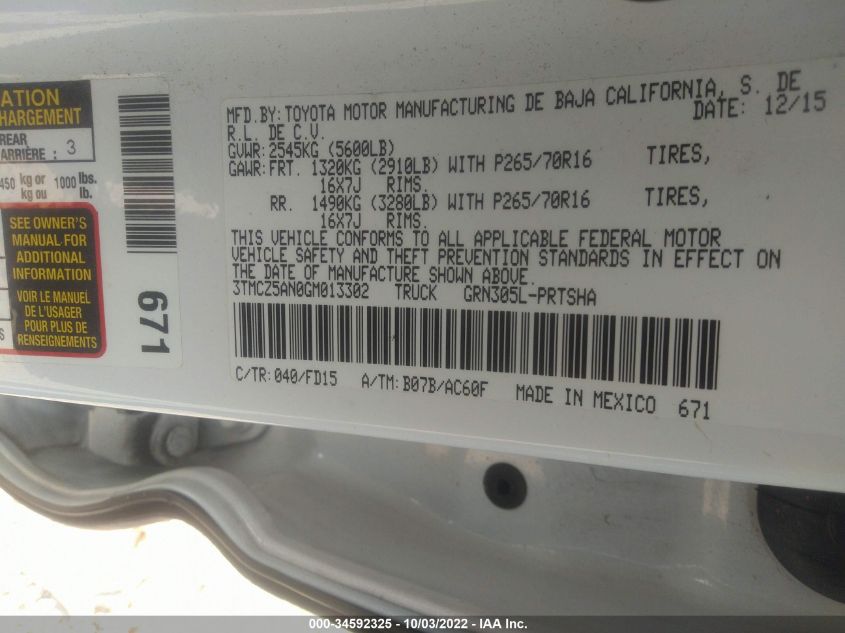 ATION
HARGEMENT
REAR
ARRIÈRE : 3
450 kg or kg ou 1000 lbs. lb.
SEE OWNER'S
MANUAL FOR
ADDITIONAL
INFORMATION
VOIR LE MANUEL
DE L'USAGER
POUR PLUS DE
RENSEIGNEMENTS
S
671
MFD.BY:TOYOTA MOTOR MANUFACTURING DE BAJA CALIFORNIA, S. DE
R.L. DE C.V. DATE: 12/15
GVWR:2545KG (5600LB)
GAWR:FRT. 1320KG (2910LB) WITH P265/70R16 TIRES,
16X7J RIMS.
RR. 1490KG (3280LB) WITH P265/70R16 TIRES,
16X7J RIMS.
THIS VEHICLE CONFORMS TO ALL APPLICABLE FEDERAL MOTOR
VEHICLE SAFETY AND THEFT PREVENTION STANDARDS IN EFFECT ON
THE DATE OF MANUFACTURE SHOWN ABOVE.
3TMCZ5AN0GM013302 TRUCK GRN305L-PRTSHA
C/TR:040/FD15 A/TM:B07B/AC60F MADE IN MEXICO 671
000-34592325 - 10/03/2022 - IAA Inc.